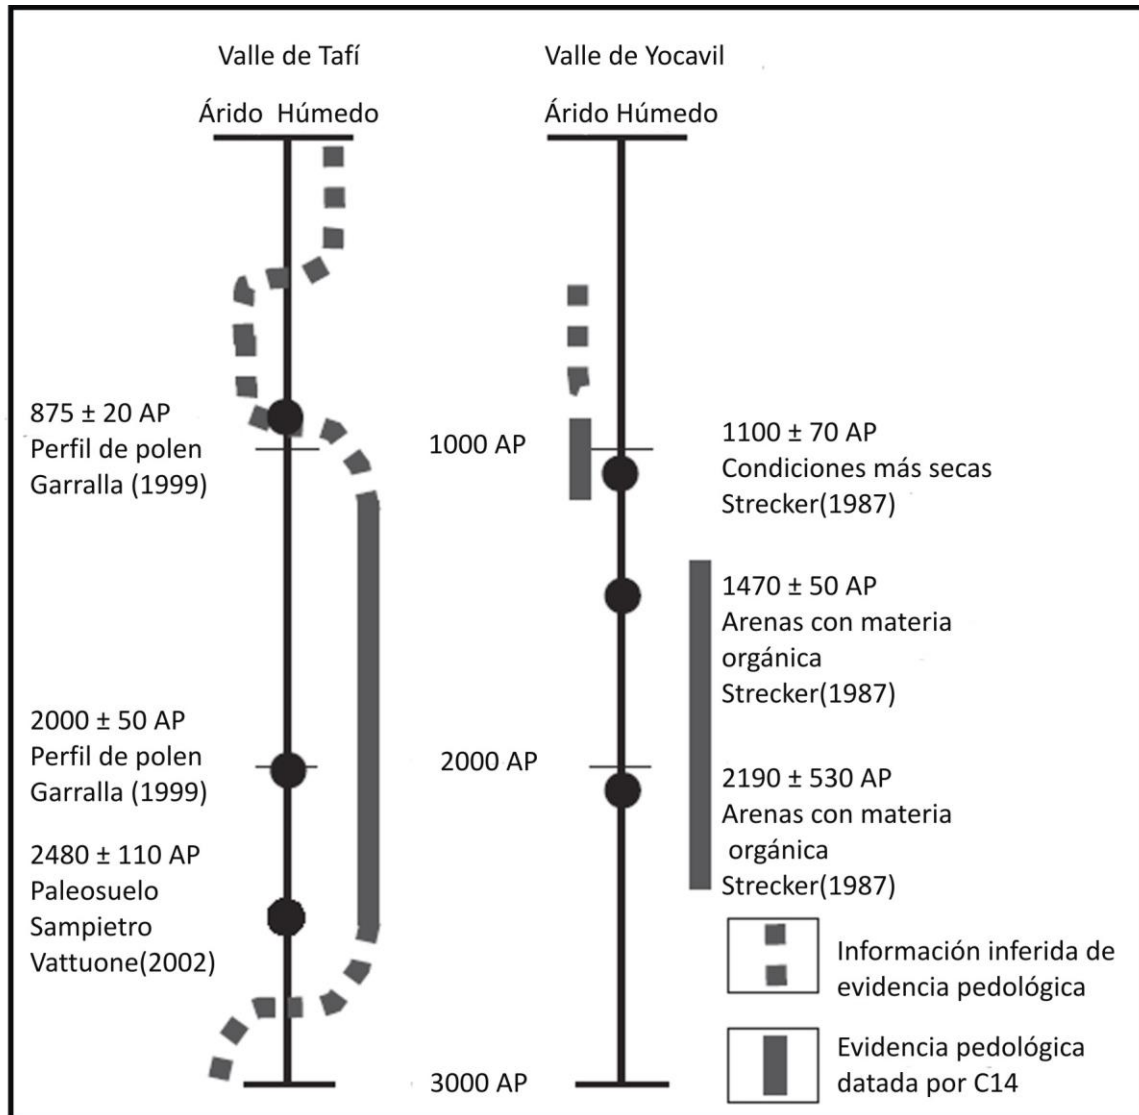 Valle de Tafí
Árido Húmedo
875 ± 20 AP
Perfil de polen
Garralla (1999)
2000 ± 50 AP
Perfil de polen
Garralla (1999)
2480 ± 110 AP
Paleosuelo
Sampietro
Vattuone(2002)
1000 AP
2000 AP
3000 AP
Valle de Yocavil
Árido Húmedo
1100 ± 70 AP
Condiciones más secas
Strecker(1987)
1470 ± 50 AP
Arenas con materia
orgánica
Strecker(1987)
2190 ± 530 AP
Arenas con materia
orgánica
Strecker(1987)
Información inferida de
evidencia pedológica
Evidencia pedológica
datada por C14